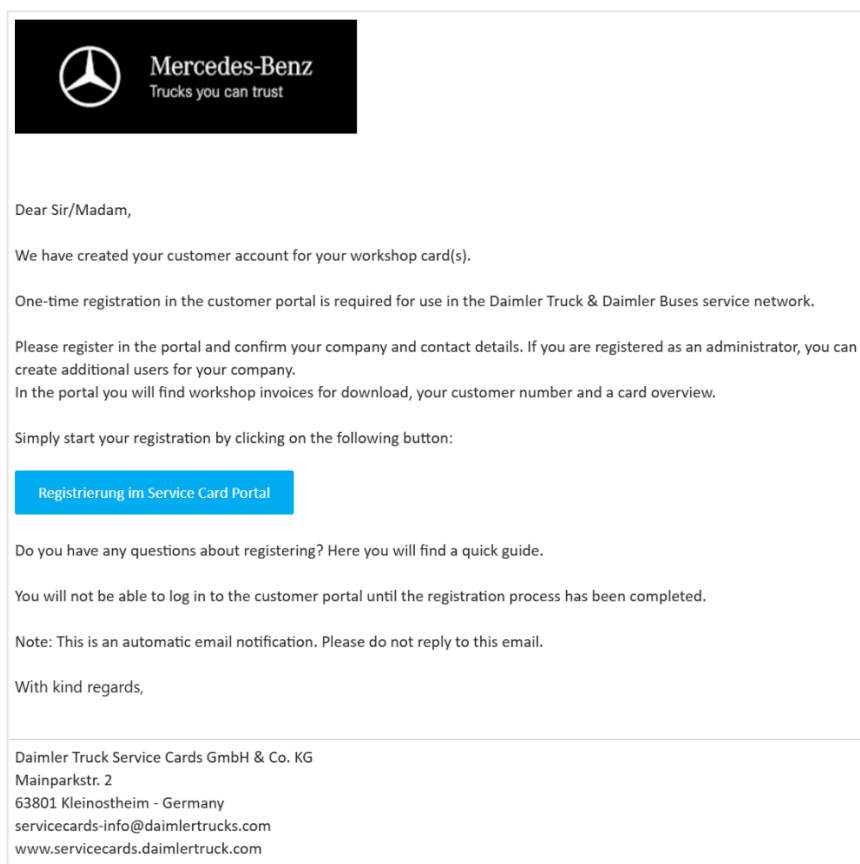 Mercedes-Benz
Trucks you can trust
Dear Sir/Madam,
We have created your customer account for your workshop card(s).
One-time registration in the customer portal is required for use in the Daimler Truck & Daimler Buses service network.
Please register in the portal and confirm your company and contact details. If you are registered as an administrator, you can
create additional users for your company.
In the portal you will find workshop invoices for download, your customer number and a card overview.
Simply start your registration by clicking on the following button:
Registrierung im Service Card Portal
Do you have any questions about registering? Here you will find a quick guide.
You will not be able to log in to the customer portal until the registration process has been completed.
Note: This is an automatic email notification. Please do not reply to this email.
With kind regards,
Daimler Truck Service Cards GmbH & Co. KG
Mainparkstr. 2
63801 Kleinostheim - Germany
servicecards-info@daimlertrucks.com
www.servicecards.daimlertruck.com